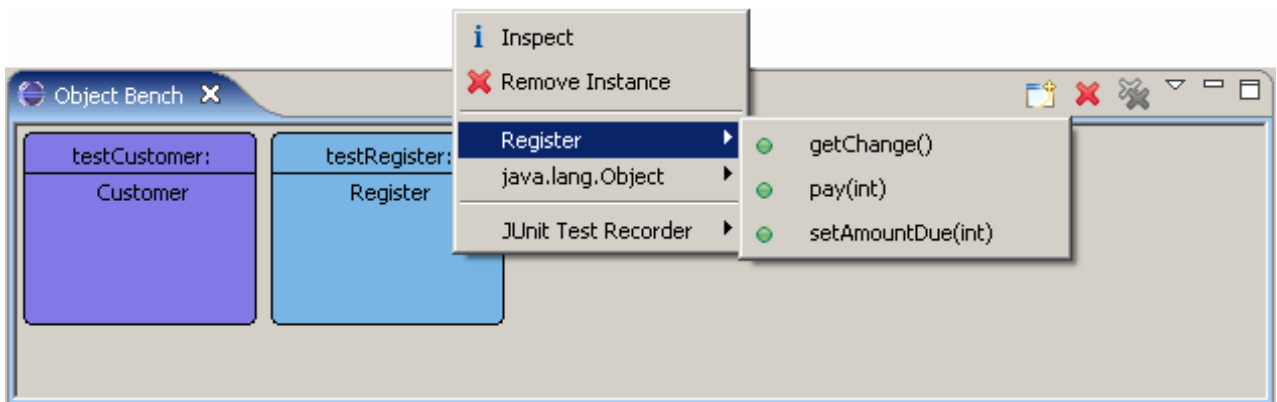 Inspect
Remove Instance
Object Bench
Register
java.lang.Object
JUnit Test Recorder
getChange()
pay(int)
setAmountDue(int)
testCustomer:
Customer
testRegister:
Register